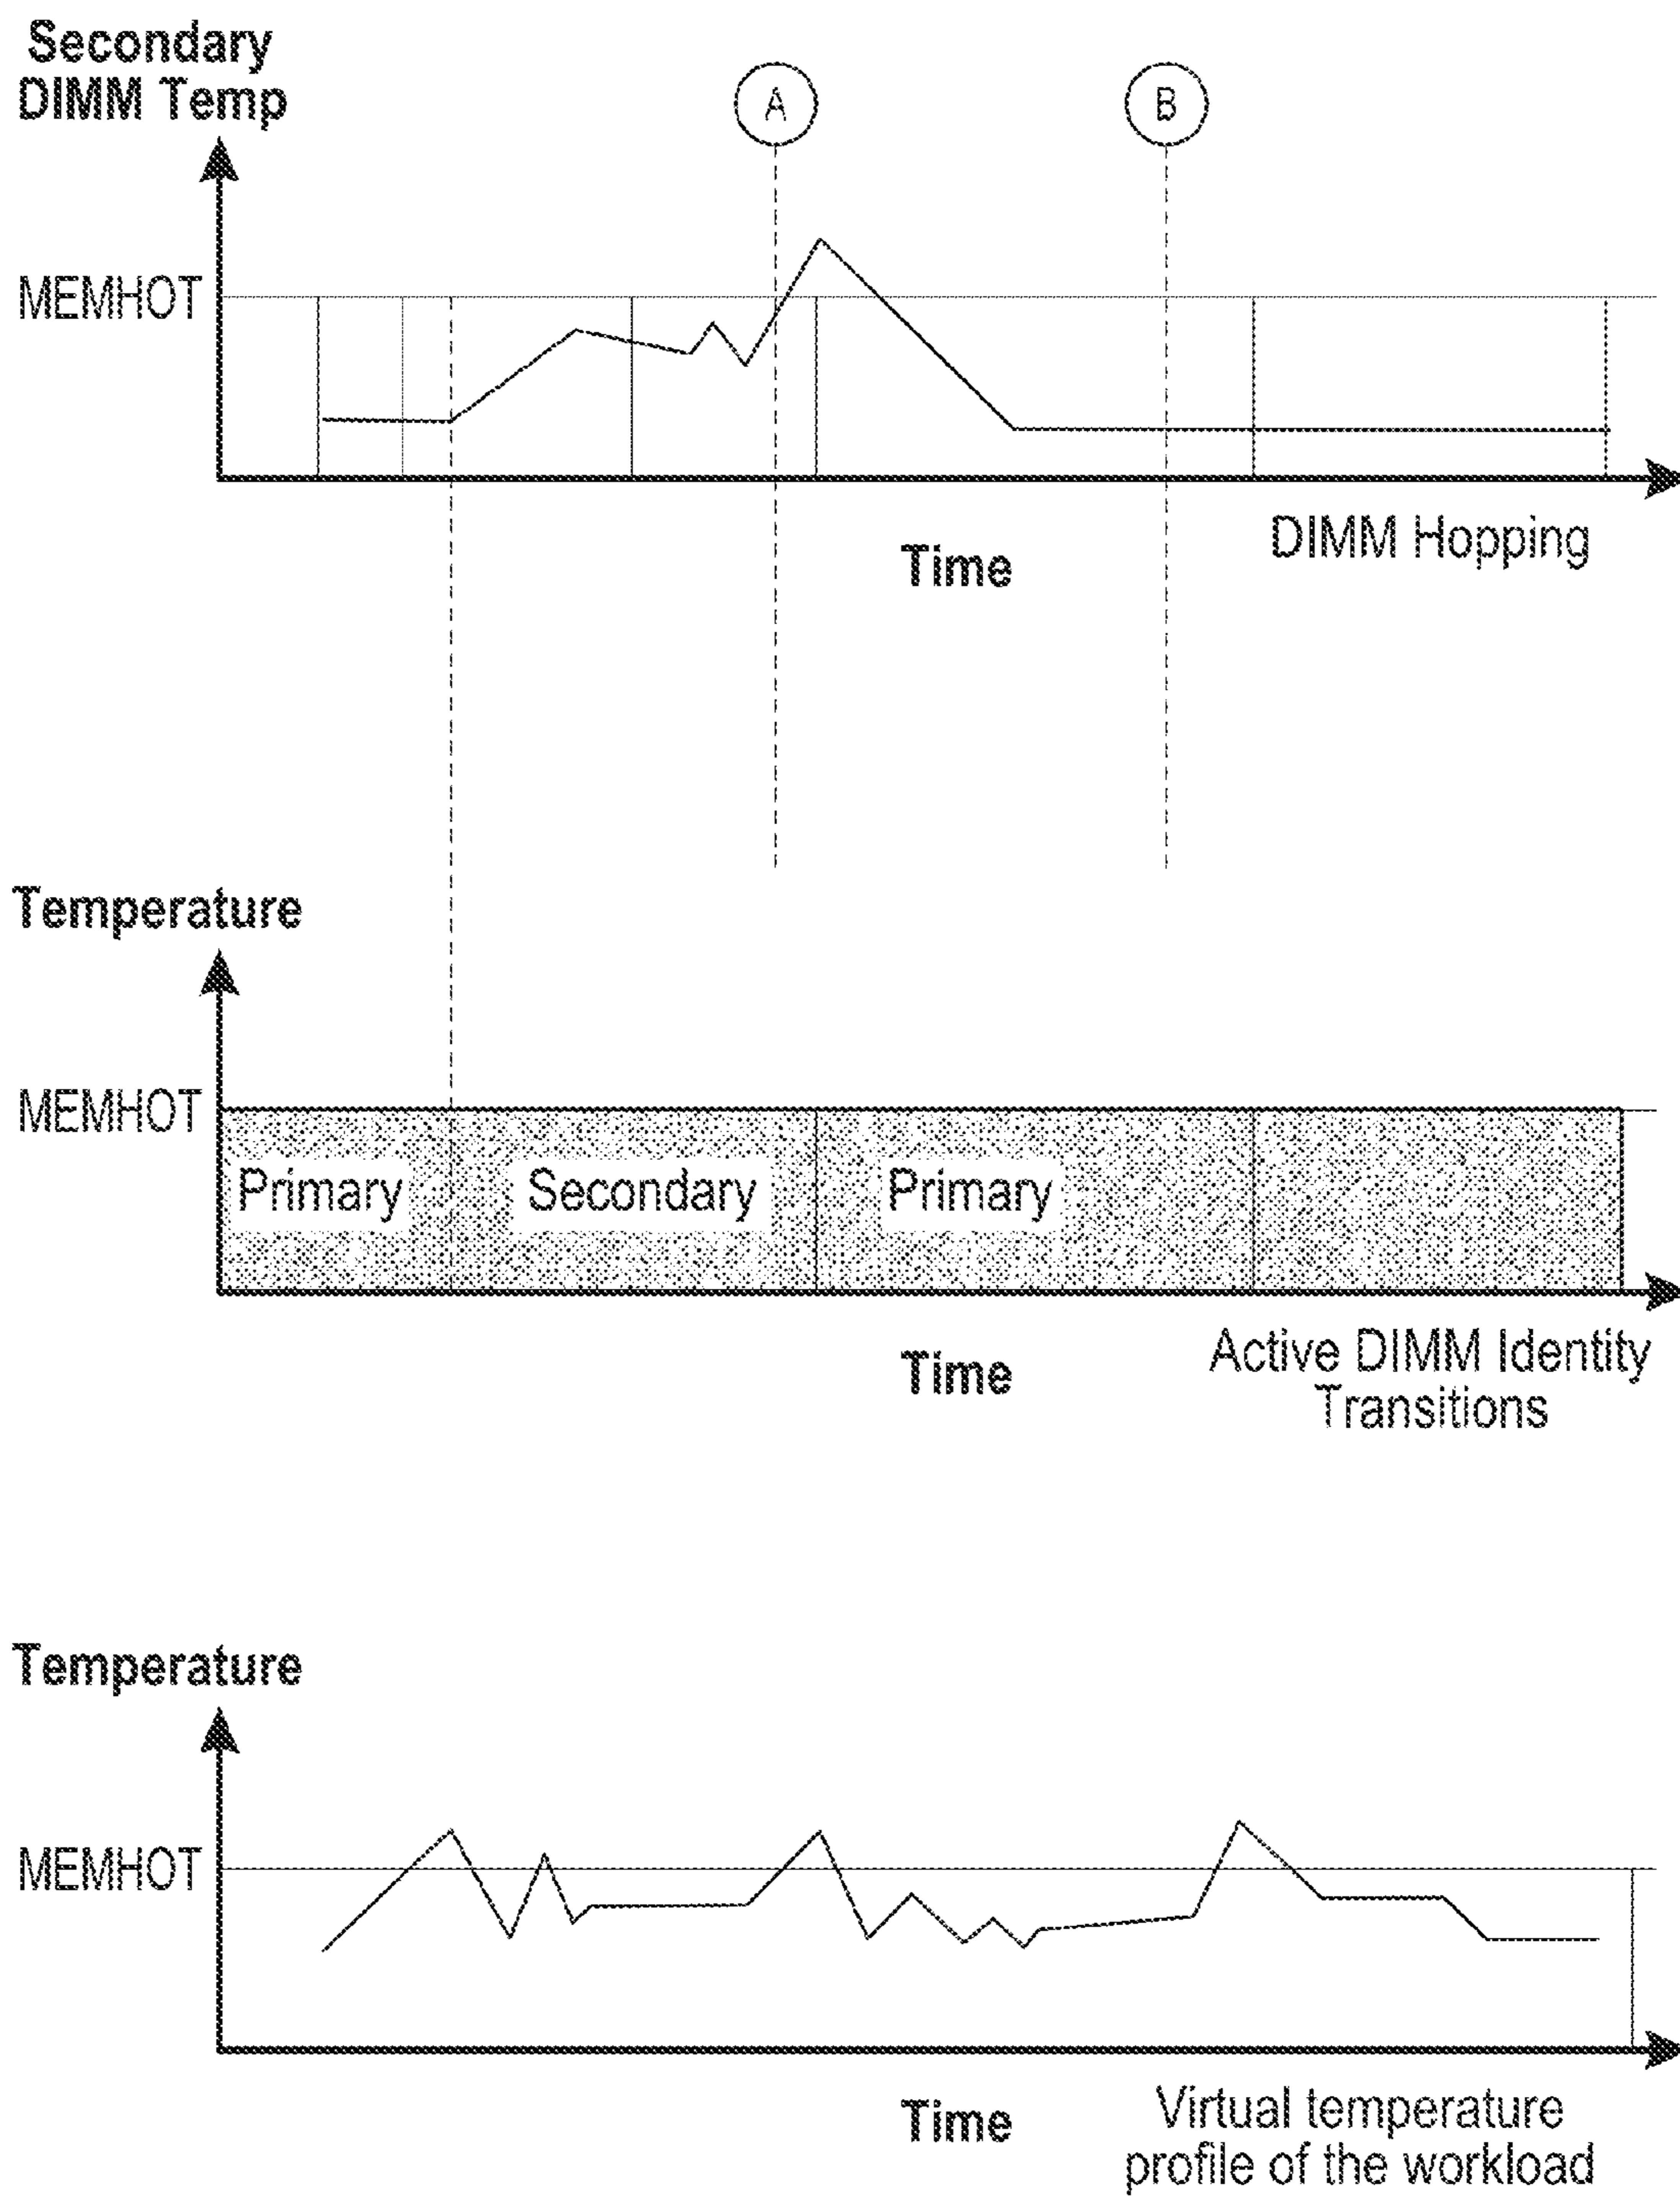 Secondary
DIMM Temp
A
B
MEMHOT
DIMM Hopping
Time
Temperature
MEMHOT
Primary
Secondary
Primary
Time
Active DIMM Identity
Transitions
Temperature
MEMHOT
Time
Virtual temperature
profile of the workload